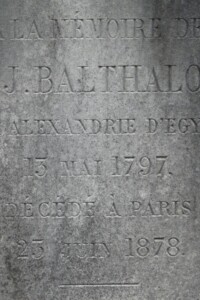 A LA MÉMOIRE DE
J. BALTHALO
ALEXANDRIE D'EGY
13 MAI 1797,
DÉCÉDÉ À PARIS
23 JUIN 1878.